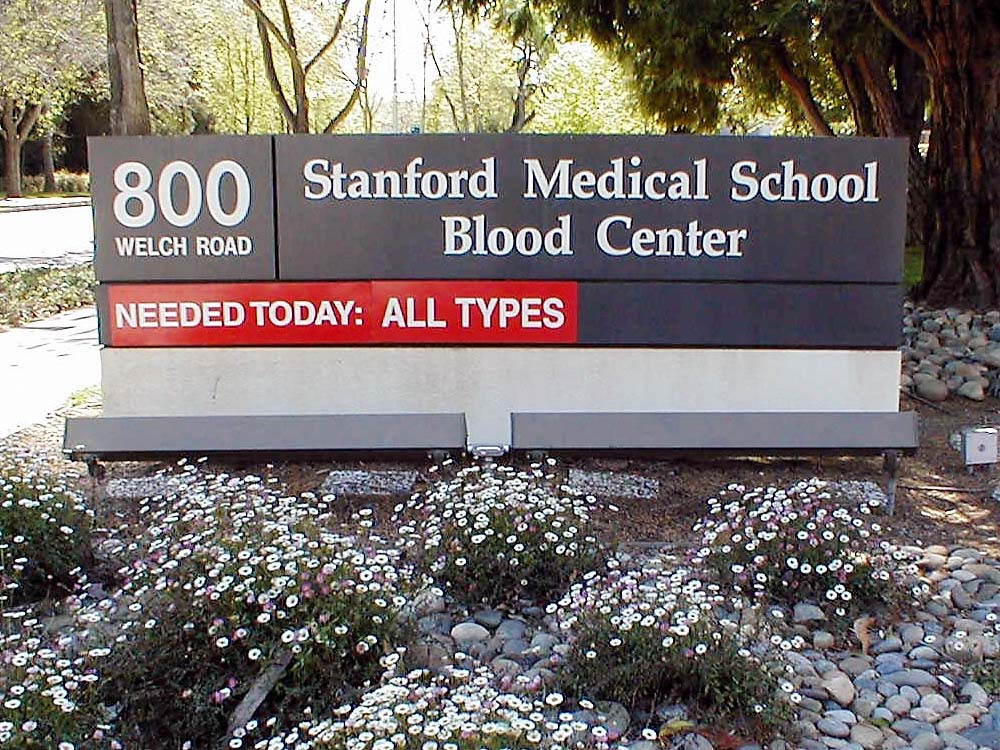 800
WELCH ROAD
Stanford Medical School
Blood Center
NEEDED TODAY: ALL TYPES